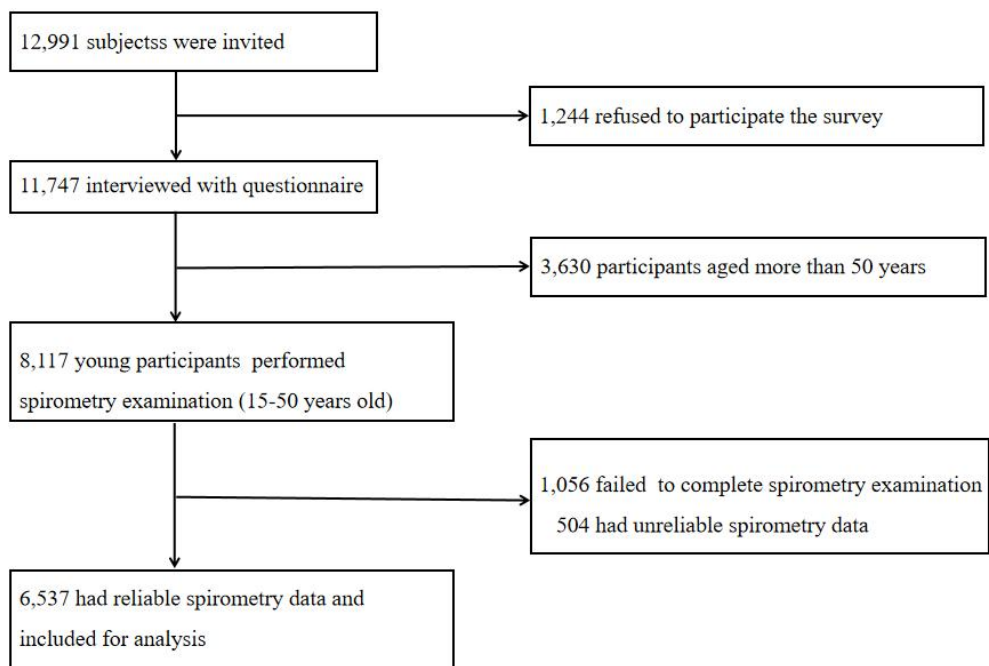 12,991 subjectss were invited
1,244 refused to participate the survey
11,747 interviewed with questionnaire
3,630 participants aged more than 50 years
8,117 young participants performed
spirometry examination (15-50 years old)
1,056 failed to complete spirometry examination
504 had unreliable spirometry data
6,537 had reliable spirometry data and
included for analysis